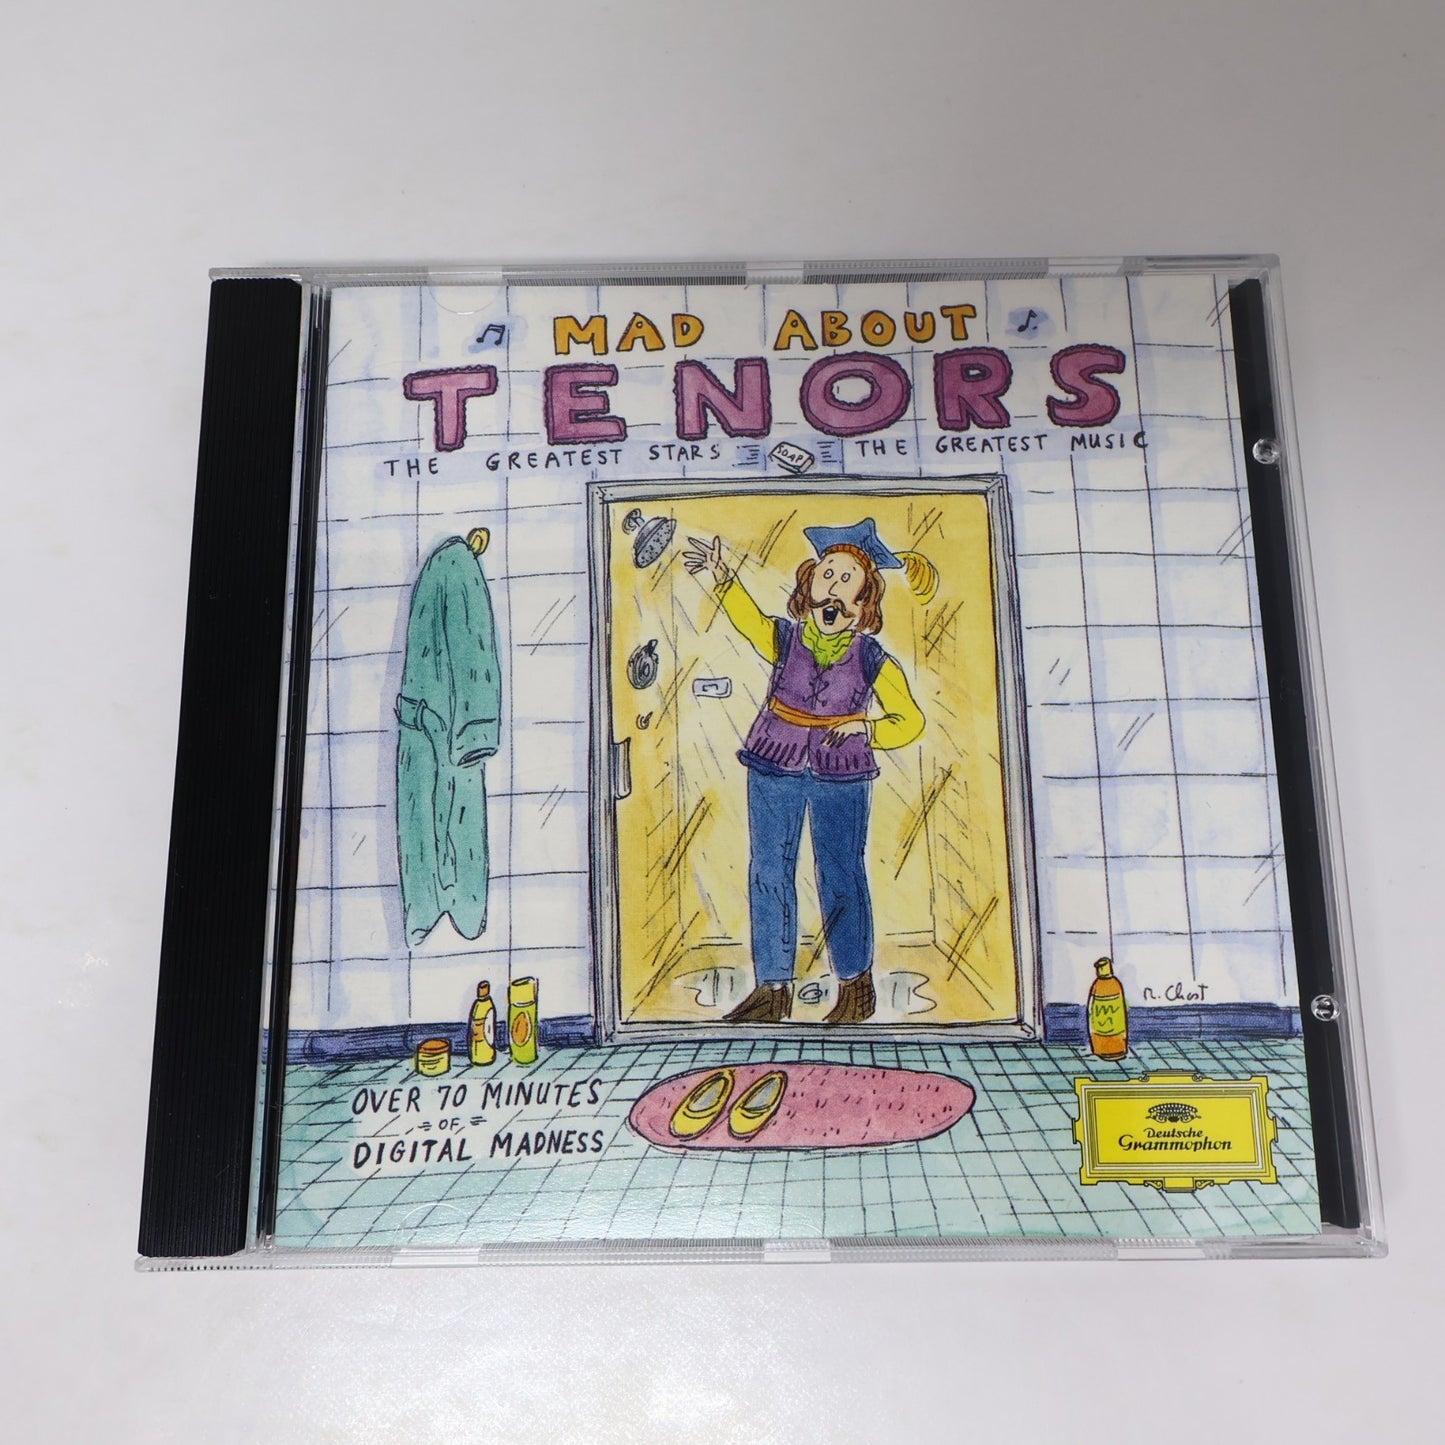 MAD ABOUT
TENORS
THE GREATEST STARS SOAP THE GREATEST MUSIC
R. Chast
OVER 70 MINUTES
OF
DIGITAL MADNESS
Deutsche
Grammophon